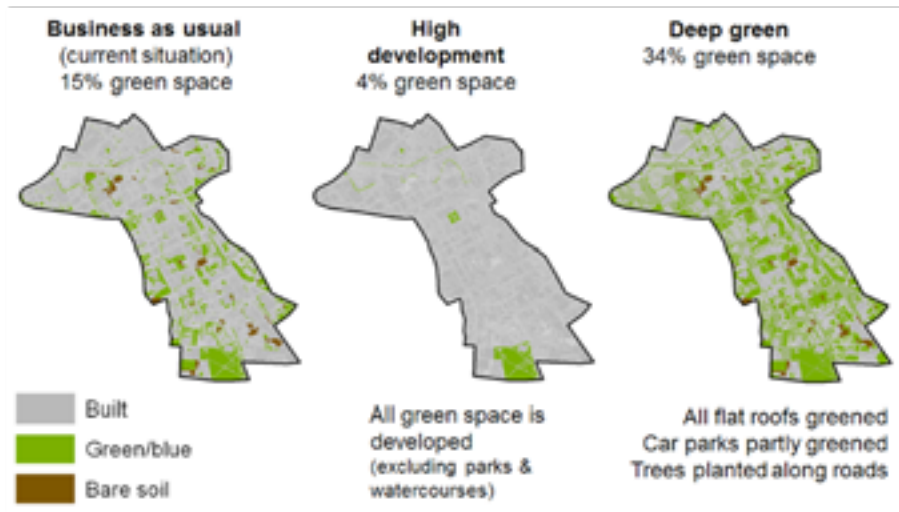 Business as usual
(current situation)
15% green space
High
development
4% green space
Deep green
34% green space
Built
Green/blue
Bare soil
All green space is
developed
(excluding parks &
watercourses)
All flat roofs greened
Car parks partly greened
Trees planted along roads